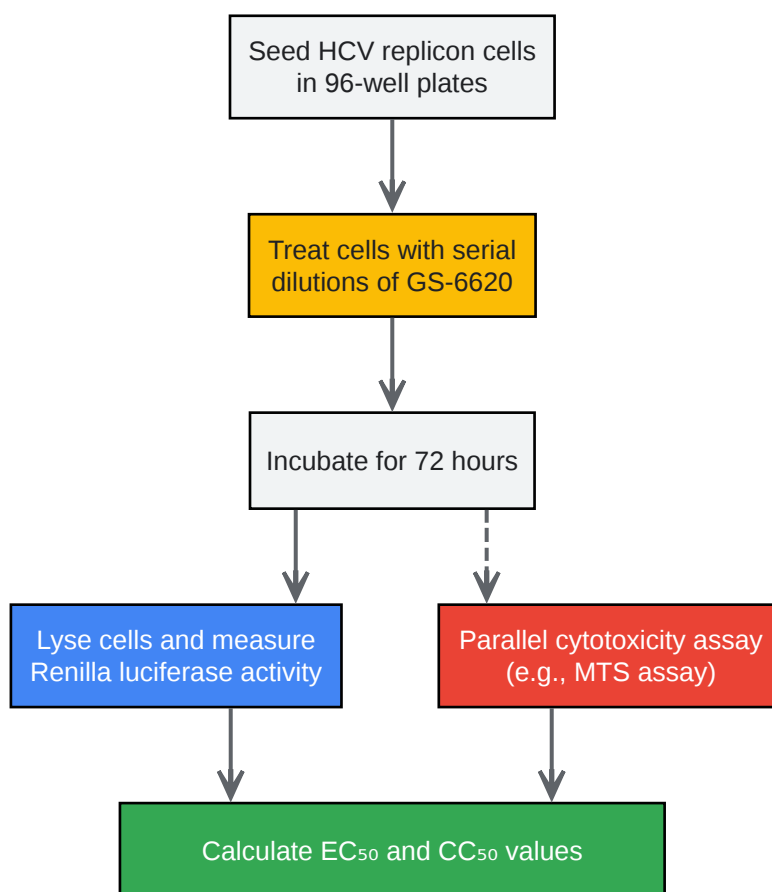 Seed HCV replicon cells
in 96-well plates
Treat cells with serial
dilutions of GS-6620
Incubate for 72 hours
Lyse cells and measure
Renilla luciferase activity
Parallel cytotoxicity assay
(e.g., MTS assay)
Calculate EC₅₀ and CC₅₀ values